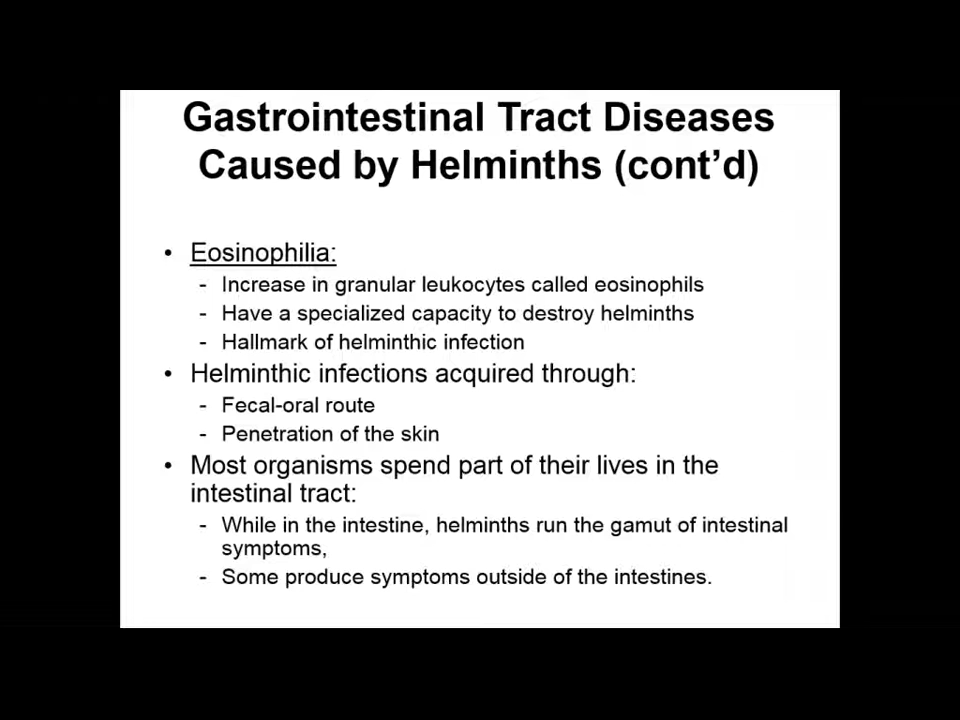 Gastrointestinal Tract Diseases
Caused by Helminths (cont’d)
• Eosinophilia:
- Increase in granular leukocytes called eosinophils
- Have a specialized capacity to destroy helminths
- Hallmark of helminthic infection
• Helminthic infections acquired through:
- Fecal-oral route
- Penetration of the skin
• Most organisms spend part of their lives in the
intestinal tract:
- While in the intestine, helminths run the gamut of intestinal
symptoms,
- Some produce symptoms outside of the intestines.